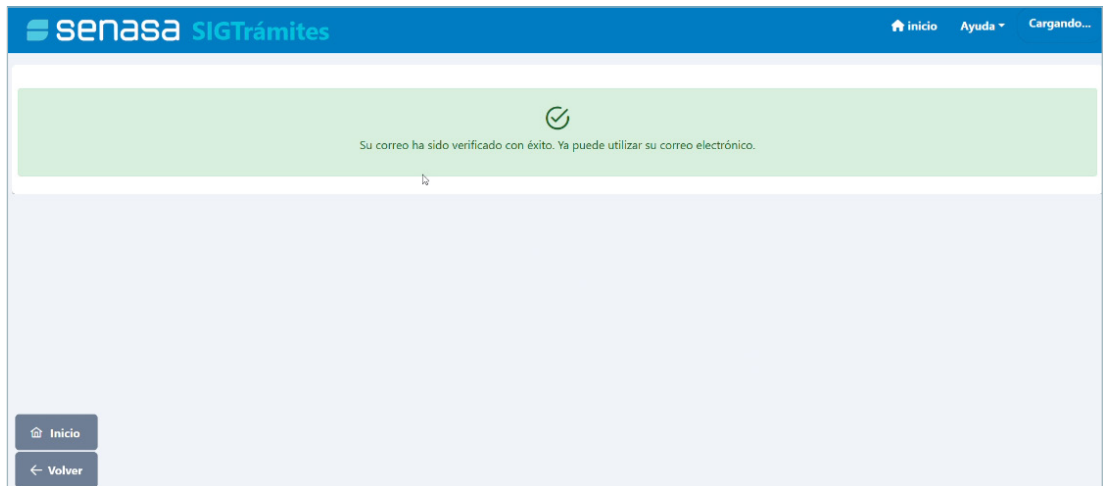 senasa SIGTrámites
inicio Ayuda Cargando...
Su correo ha sido verificado con éxito. Ya puede utilizar su correo electrónico.
Inicio
Volver